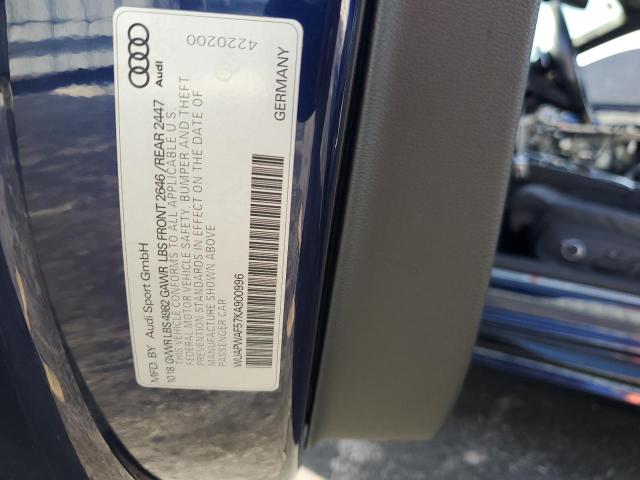 Audi
4220200
MFD. BY Audi Sport GmbH
1018 GVWR LBS 4982 GAWR LBS FRONT 2646/REAR 2447
THIS VEHICLE CONFORMS TO ALL APPLICABLE U.S.
FEDERAL MOTOR VEHICLE SAFETY, BUMPER AND THEFT
PREVENTION STANDARDS IN EFFECT ON THE DATE OF
MANUFACTURE SHOWN ABOVE
PASSENGER CAR
WUAPWAF57KA900996
GERMANY